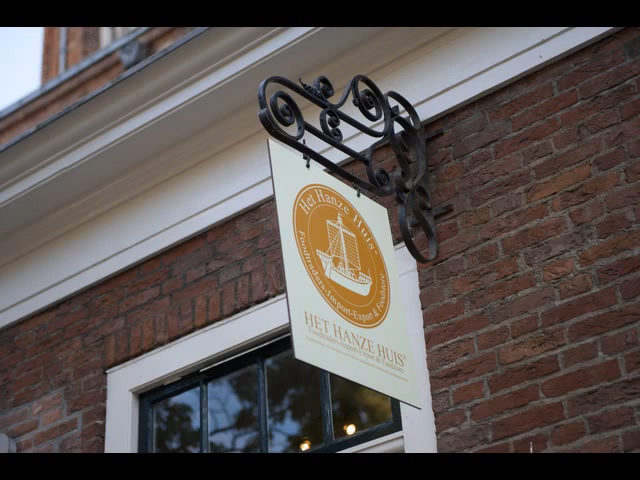 Het Hanze Huis®
Foodtraders-Import-Export & Foodstore
HET HANZE HUIS®
Foodtraders-Import Export & Foodstore